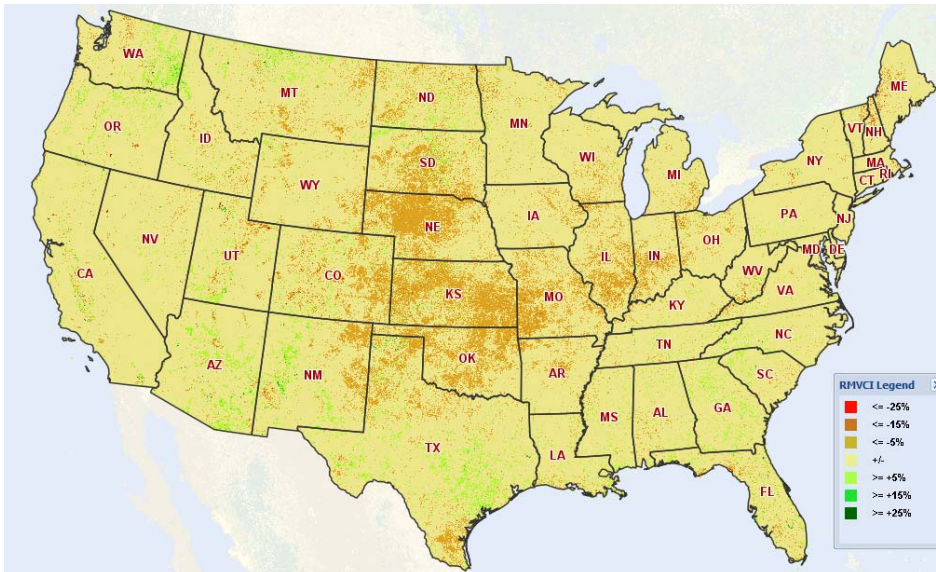 WA
MT
ND
MN
ME
OR
ID
SD
WI
VT
NH
NY
MA
WY
MI
CT
RI
NE
IA
PA
NJ
NV
UT
CO
IL
IN
OH
MD
DE
CA
KS
MO
WV
VA
KY
AZ
NM
OK
AR
TN
NC
SC
TX
MS
AL
GA
LA
FL
RMVCI Legend
<= -25%
<= -15%
<= -5%
+/-
>= +5%
>= +15%
>= +25%